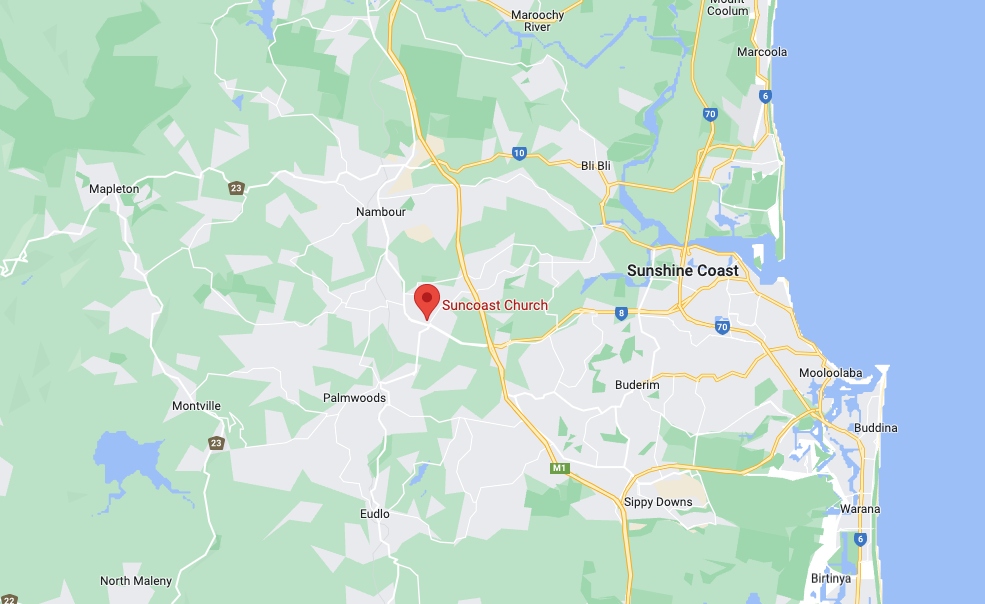 Maroochy
River
Mount
Coolum
Marcoola
6
70
10
Bli Bli
Mapleton
23
Nambour
Sunshine Coast
Suncoast Church
8
70
Mooloolaba
Buderim
Palmwoods
Montville
Buddina
23
M1
Sippy Downs
Eudlo
Warana
6
North Maleny
Birtinya
22